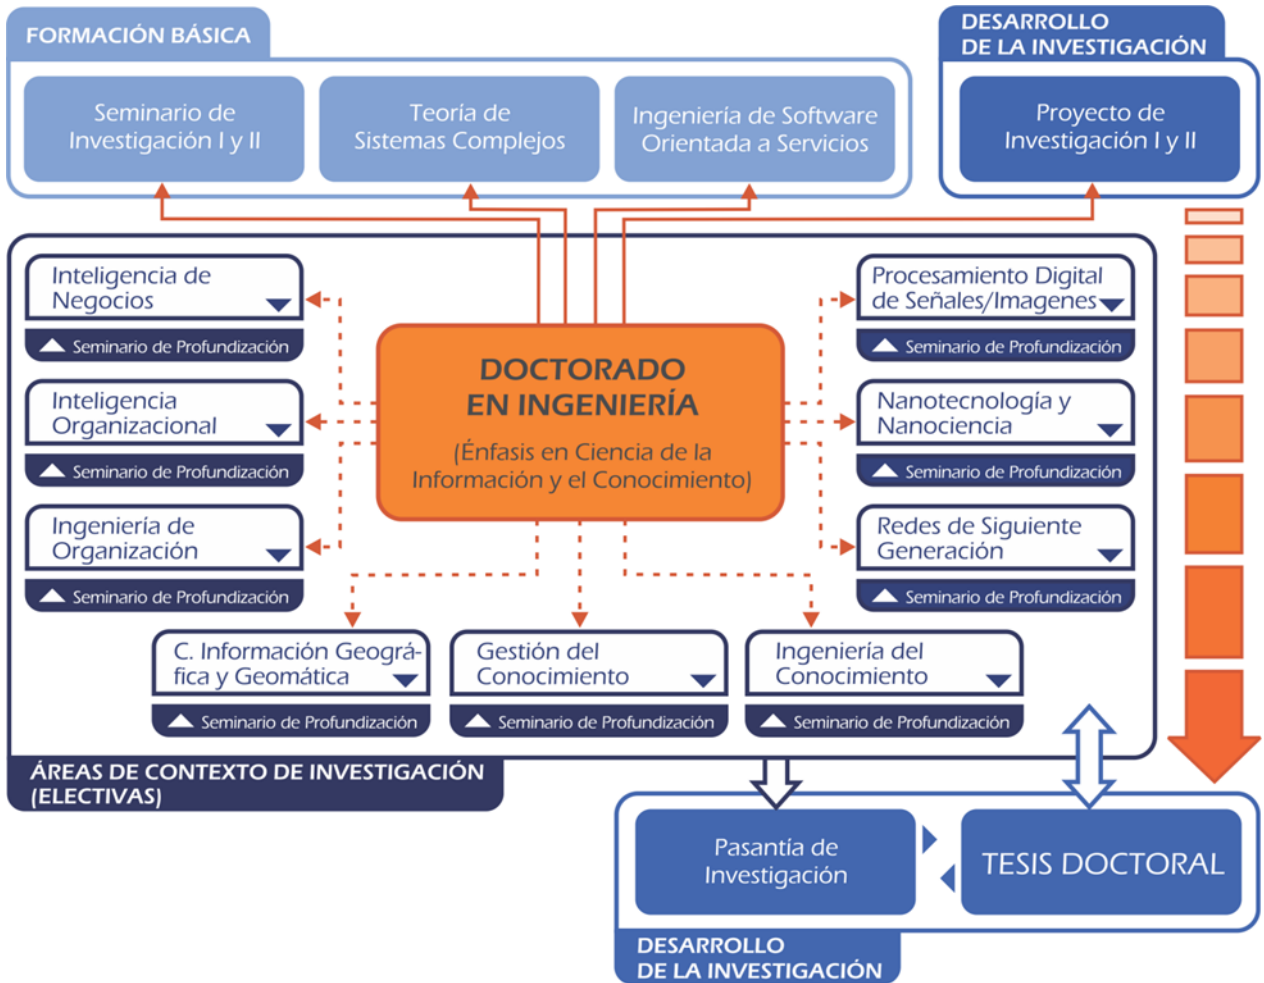 FORMACIÓN BÁSICA
DESARROLLO
DE LA INVESTIGACIÓN
Seminario de
Investigación I y II
Teoría de
Sistemas Complejos
Ingeniería de Software
Orientada a Servicios
Proyecto de
Investigación I y II
Inteligencia de
Negocios
Seminario de Profundización
Inteligencia
Organizacional
Seminario de Profundización
Ingeniería de
Organización
Seminario de Profundización
DOCTORADO
EN INGENIERÍA
(Énfasis en Ciencia de la
Información y el Conocimiento)
Procesamiento Digital
de Señales/Imagenes
Seminario de Profundización
Nanotecnología y
Nanociencia
Seminario de Profundización
Redes de Siguiente
Generación
Seminario de Profundización
C. Información Geográ-
fica y Geomática
Seminario de Profundización
Gestión del
Conocimiento
Seminario de Profundización
Ingeniería del
Conocimiento
Seminario de Profundización
ÁREAS DE CONTEXTO DE INVESTIGACIÓN
(ELECTIVAS)
Pasantía de
Investigación
TESIS DOCTORAL
DESARROLLO
DE LA INVESTIGACIÓN